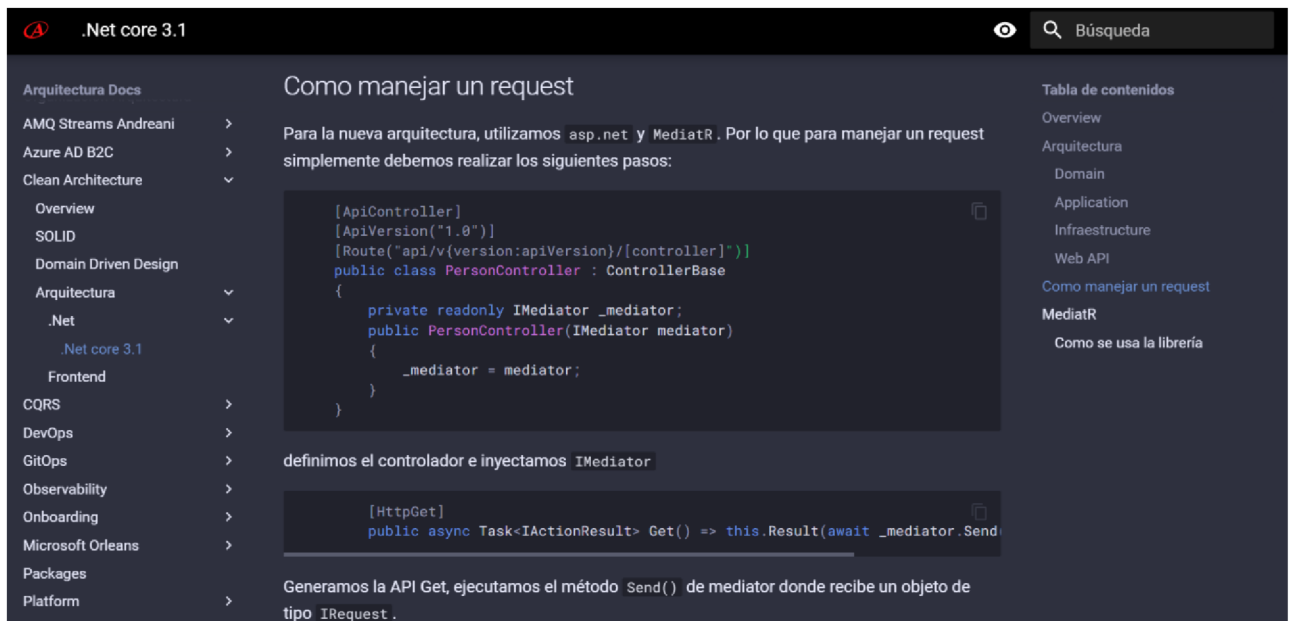 .Net core 3.1
Búsqueda
Arquitectura Docs
AMQ Streams Andreani
Azure AD B2C
Clean Architecture
Overview
SOLID
Domain Driven Design
Arquitectura
.Net
.Net core 3.1
Frontend
CQRS
DevOps
GitOps
Observability
Onboarding
Microsoft Orleans
Packages
Platform
Como manejar un request
Para la nueva arquitectura, utilizamos asp.net y MediatR. Por lo que para manejar un request
simplemente debemos realizar los siguientes pasos:
[ApiController]
[ApiVersion("1.0")]
[Route("api/v{version:apiVersion}/[controller]")]
public class PersonController : ControllerBase
{
private readonly IMediator _mediator;
public PersonController(IMediator mediator)
{
_mediator = mediator;
}
}
definimos el controlador e inyectamos IMediator
[HttpGet]
public async Task<IActionResult> Get() => this.Result(await _mediator.Send(
Generamos la API Get, ejecutamos el método Send() de mediator donde recibe un objeto de
tipo IRequest.
Tabla de contenidos
Overview
Arquitectura
Domain
Application
Infraestructure
Web API
Como manejar un request
MediatR
Como se usa la librería